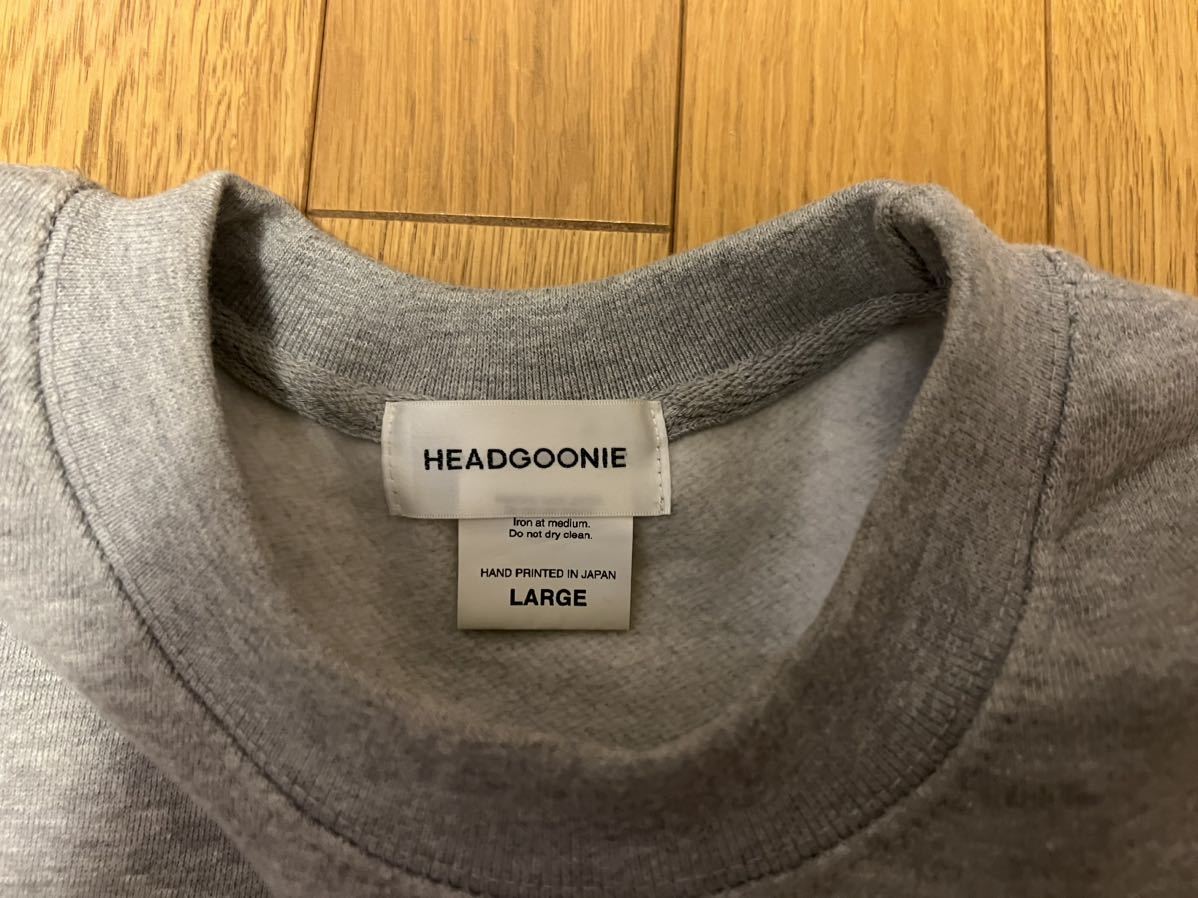 HEADGOONIE
Iron at medium.
Do not dry clean.
HAND PRINTED IN JAPAN
LARGE